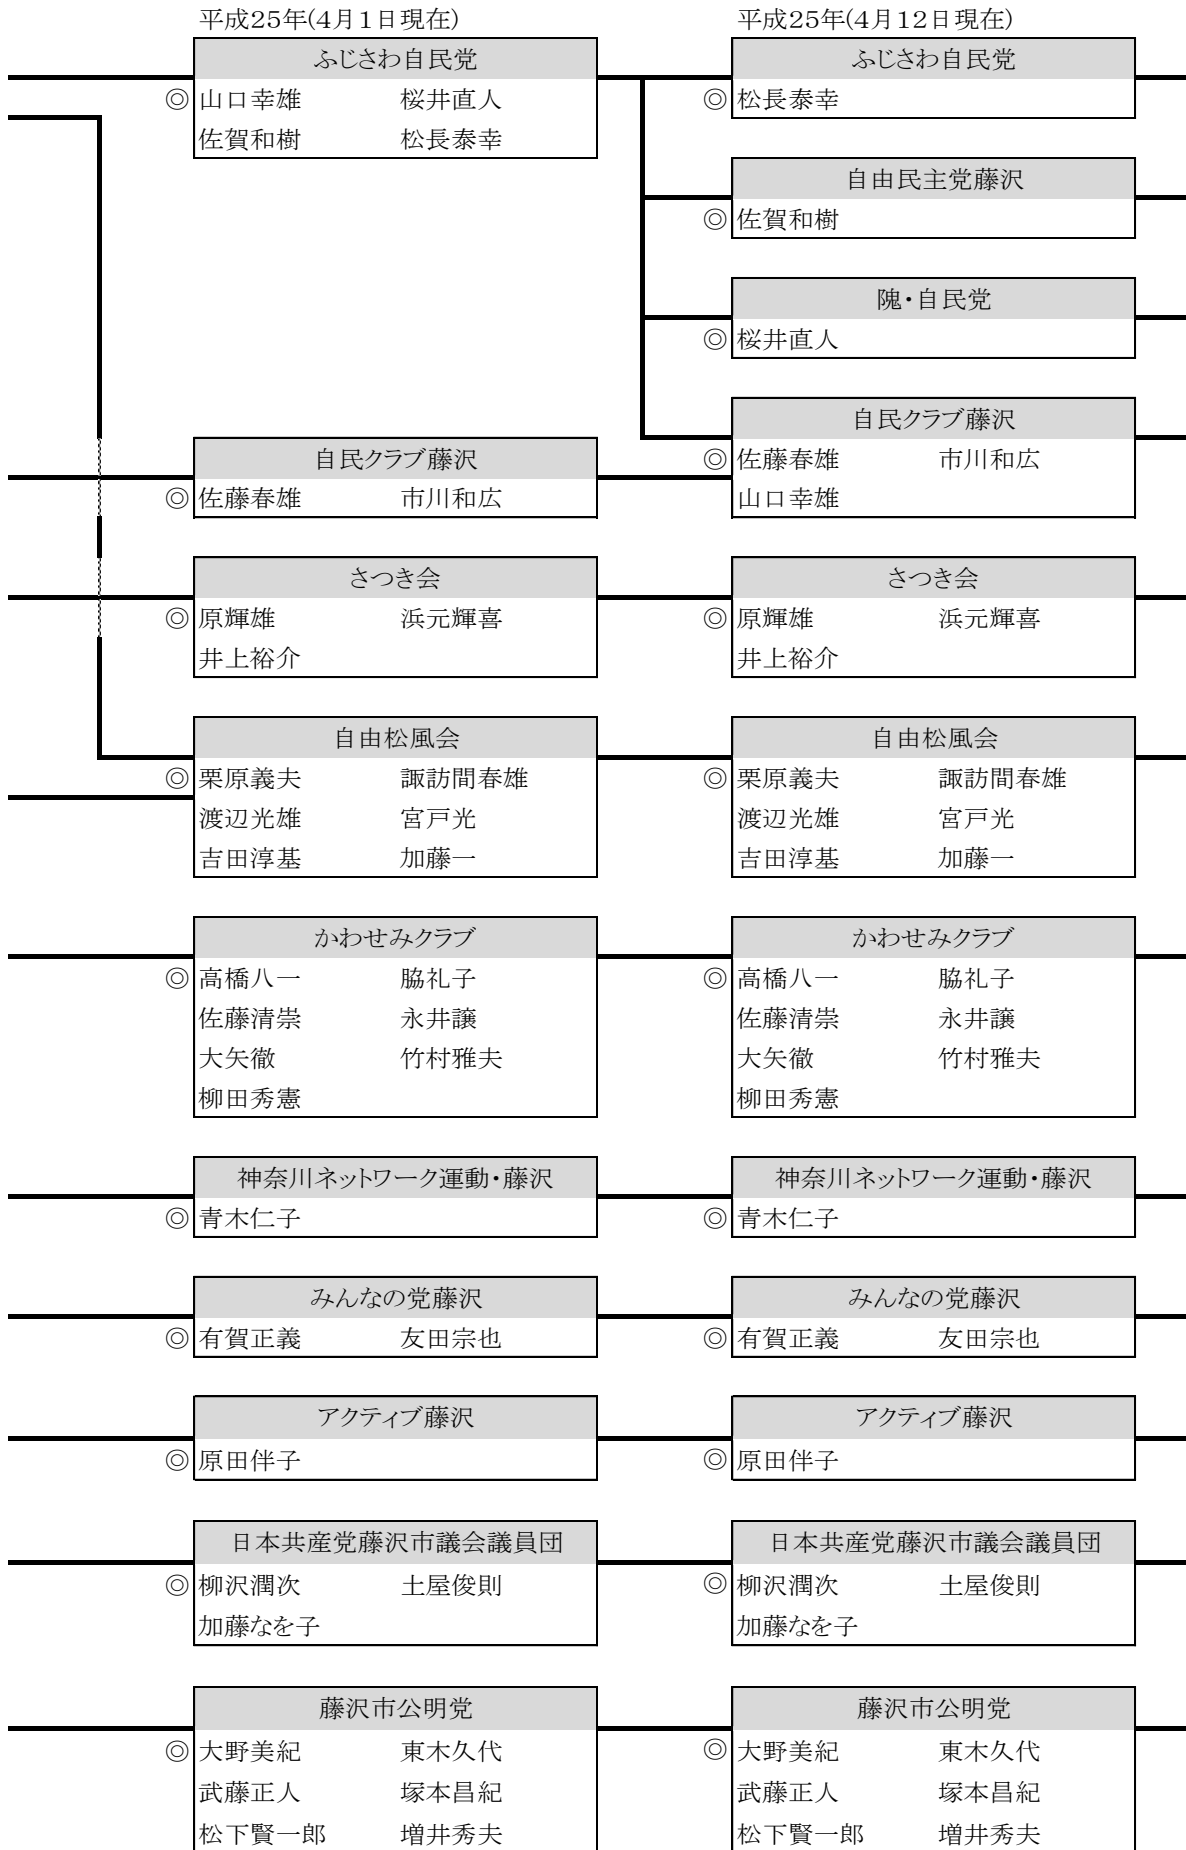 平成25年(4月1日現在)
ふじさわ自民党
◎ 山口幸雄 桜井直人
佐賀和樹 松長泰幸
自民クラブ藤沢
◎ 佐藤春雄 市川和広
さつき会
◎ 原輝雄 浜元輝喜
井上裕介
自由松風会
◎ 栗原義夫 諏訪間春雄
渡辺光雄 宮戸光
吉田淳基 加藤一
かわせみクラブ
◎ 高橋八一 脇礼子
佐藤清崇 永井譲
大矢徹 竹村雅夫
柳田秀憲
神奈川ネットワーク運動・藤沢
◎ 青木仁子
みんなの党藤沢
◎ 有賀正義 友田宗也
アクティブ藤沢
◎ 原田伴子
日本共産党藤沢市議会議員団
◎ 柳沢潤次 土屋俊則
加藤なを子
藤沢市公明党
◎ 大野美紀 東木久代
武藤正人 塚本昌紀
松下賢一郎 増井秀夫
平成25年(4月12日現在)
ふじさわ自民党
◎ 松長泰幸
自由民主党藤沢
◎ 佐賀和樹
隗・自民党
◎ 桜井直人
自民クラブ藤沢
◎ 佐藤春雄 市川和広
山口幸雄
さつき会
◎ 原輝雄 浜元輝喜
井上裕介
自由松風会
◎ 栗原義夫 諏訪間春雄
渡辺光雄 宮戸光
吉田淳基 加藤一
かわせみクラブ
◎ 高橋八一 脇礼子
佐藤清崇 永井譲
大矢徹 竹村雅夫
柳田秀憲
神奈川ネットワーク運動・藤沢
◎ 青木仁子
みんなの党藤沢
◎ 有賀正義 友田宗也
アクティブ藤沢
◎ 原田伴子
日本共産党藤沢市議会議員団
◎ 柳沢潤次 土屋俊則
加藤なを子
藤沢市公明党
◎ 大野美紀 東木久代
武藤正人 塚本昌紀
松下賢一郎 増井秀夫